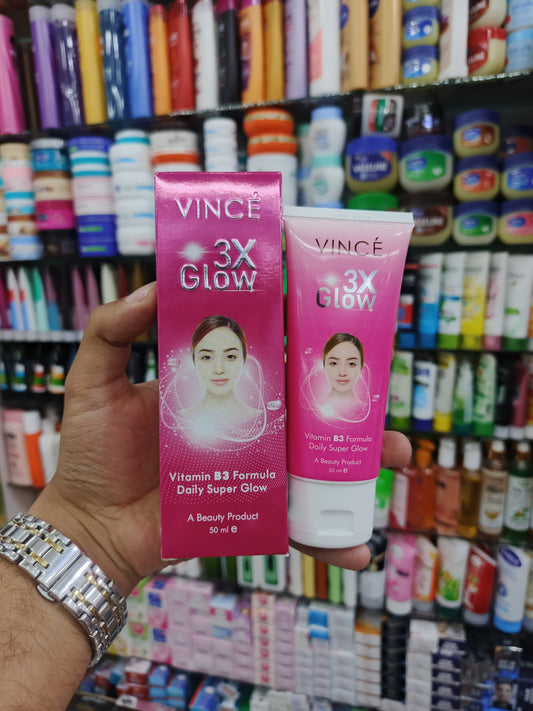 VINCÉ
3X
GLOW
Vitamin B3 Formula
Daily Super Glow
A Beauty Product
50 ml e
VINCÉ
3X
GLOW
Vitamin B3 Formula
Daily Super Glow
A Beauty Product
50 ml e
Vaseline